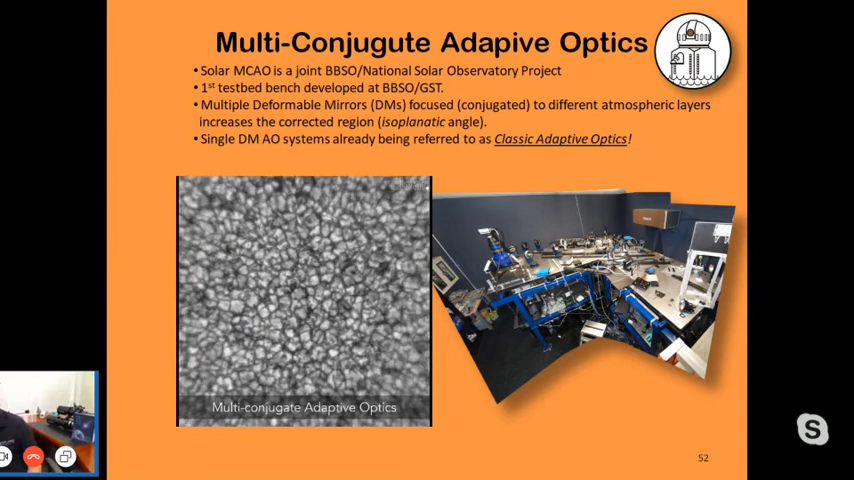 Multi-Conjugute Adapive Optics
• Solar MCAO is a joint BBSO/National Solar Observatory Project
• 1st testbed bench developed at BBSO/GST.
• Multiple Deformable Mirrors (DMs) focused (conjugated) to different atmospheric layers
increases the corrected region (isoplanatic angle).
• Single DM AO systems already being referred to as Classic Adaptive Optics!
Multi-conjugate Adaptive Optics
S
52